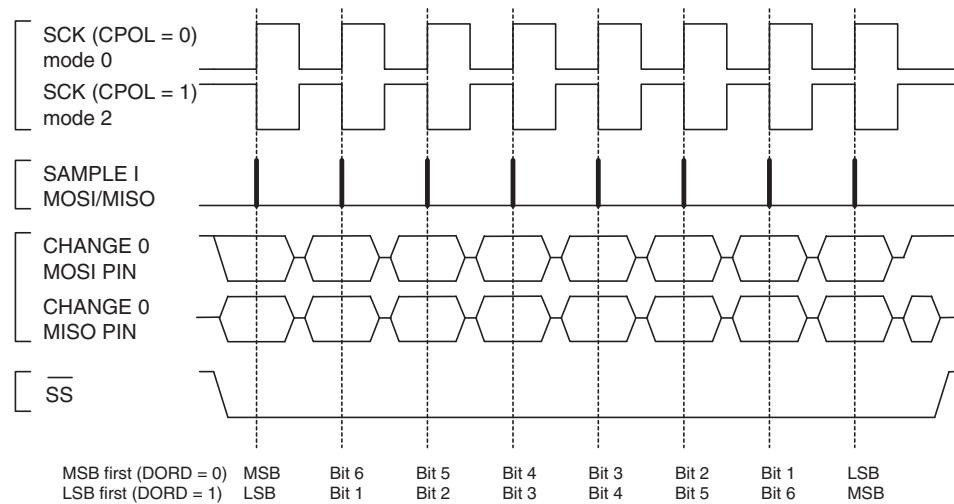 SCK (CPOL = 0)
mode 0
SCK (CPOL = 1)
mode 2
SAMPLE I
MOSI/MISO
CHANGE 0
MOSI PIN
CHANGE 0
MISO PIN
SS
MSB first (DORD = 0) MSB Bit 6 Bit 5 Bit 4 Bit 3 Bit 2 Bit 1 LSB
LSB first (DORD = 1) LSB Bit 1 Bit 2 Bit 3 Bit 4 Bit 5 Bit 6 MSB